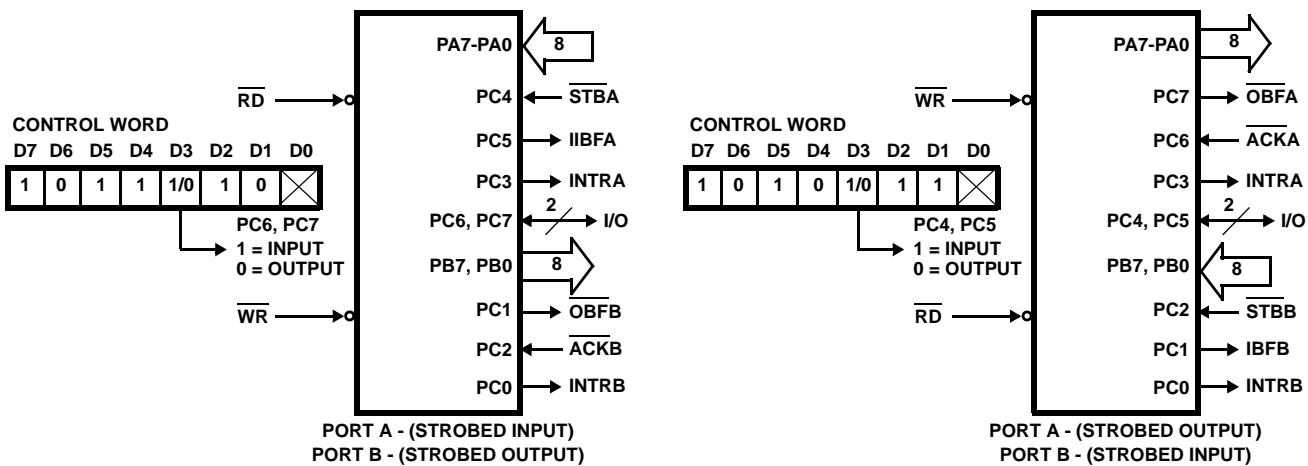 PA7-PA0
8
RD
PC4
STBA
CONTROL WORD
PC5
IIBFA
D7 D6 D5 D4 D3 D2 D1 D0
1 0 1 1 1/0 1 0
PC3
INTRA
PC6, PC7
1 = INPUT
0 = OUTPUT
PC6, PC7
2
I/O
PB7, PB0
8
WR
PC1
OBFB
PC2
ACKB
PC0
INTRB
PORT A - (STROBED INPUT)
PORT B - (STROBED OUTPUT)
PA7-PA0
8
WR
PC7
OBFA
CONTROL WORD
PC6
ACKA
D7 D6 D5 D4 D3 D2 D1 D0
1 0 1 0 1/0 1 1
PC3
INTRA
PC4, PC5
1 = INPUT
0 = OUTPUT
PC4, PC5
2
I/O
PB7, PB0
8
RD
PC2
STBB
PC1
IBFB
PC0
INTRB
PORT A - (STROBED OUTPUT)
PORT B - (STROBED INPUT)